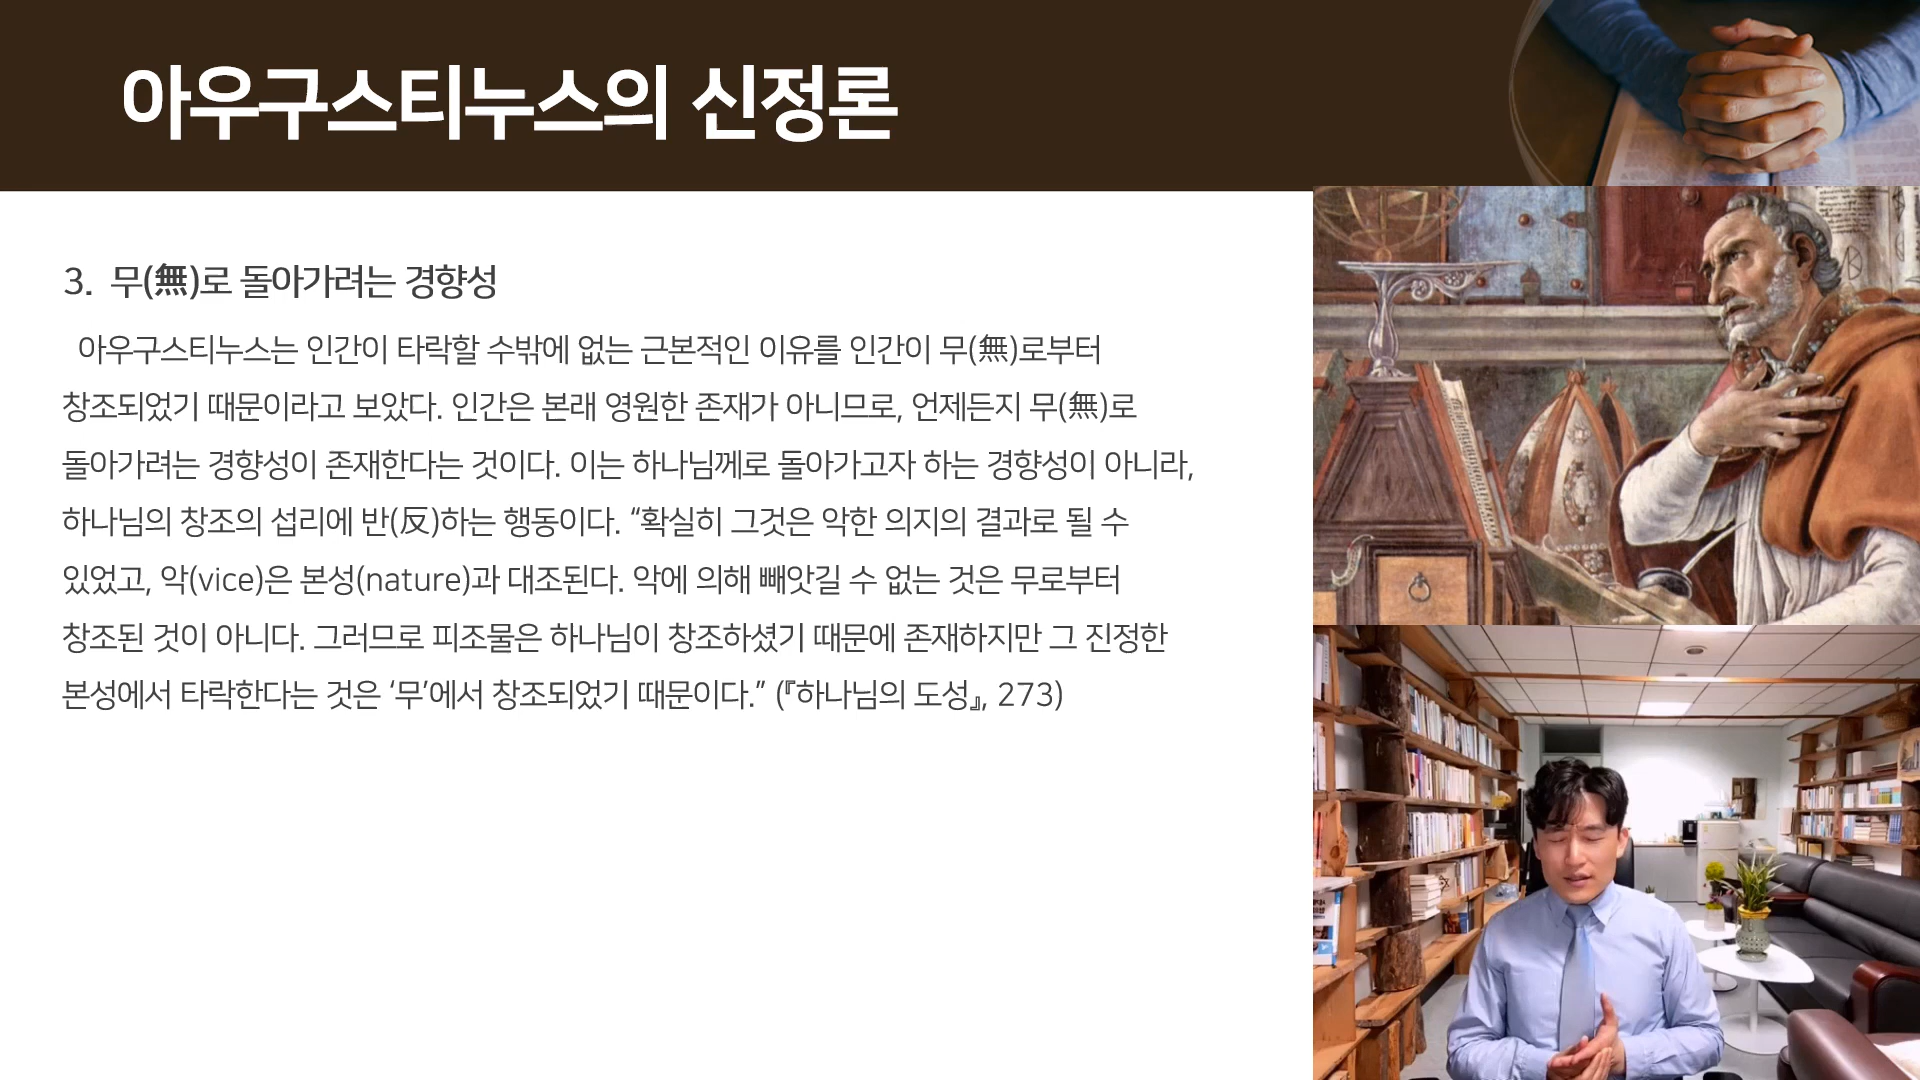 아우구스티누스의 신정론
3. 무(無)로 돌아가려는 경향성
아우구스티누스는 인간이 타락할 수밖에 없는 근본적인 이유를 인간이 무(無)로부터
창조되었기 때문이라고 보았다. 인간은 본래 영원한 존재가 아니므로, 언제든지 무(無)로
돌아가려는 경향성이 존재한다는 것이다. 이는 하나님께로 돌아가고자 하는 경향성이 아니라,
하나님의 창조의 섭리에 반(反)하는 행동이다. “확실히 그것은 악한 의지의 결과로 될 수
있었고, 악(vice)은 본성(nature)과 대조된다. 악에 의해 빼앗길 수 없는 것은 무로부터
창조된 것이 아니다. 그러므로 피조물은 하나님이 창조하셨기 때문에 존재하지만 그 진정한
본성에서 타락한다는 것은 ‘무’에서 창조되었기 때문이다.” (『하나님의 도성』, 273)